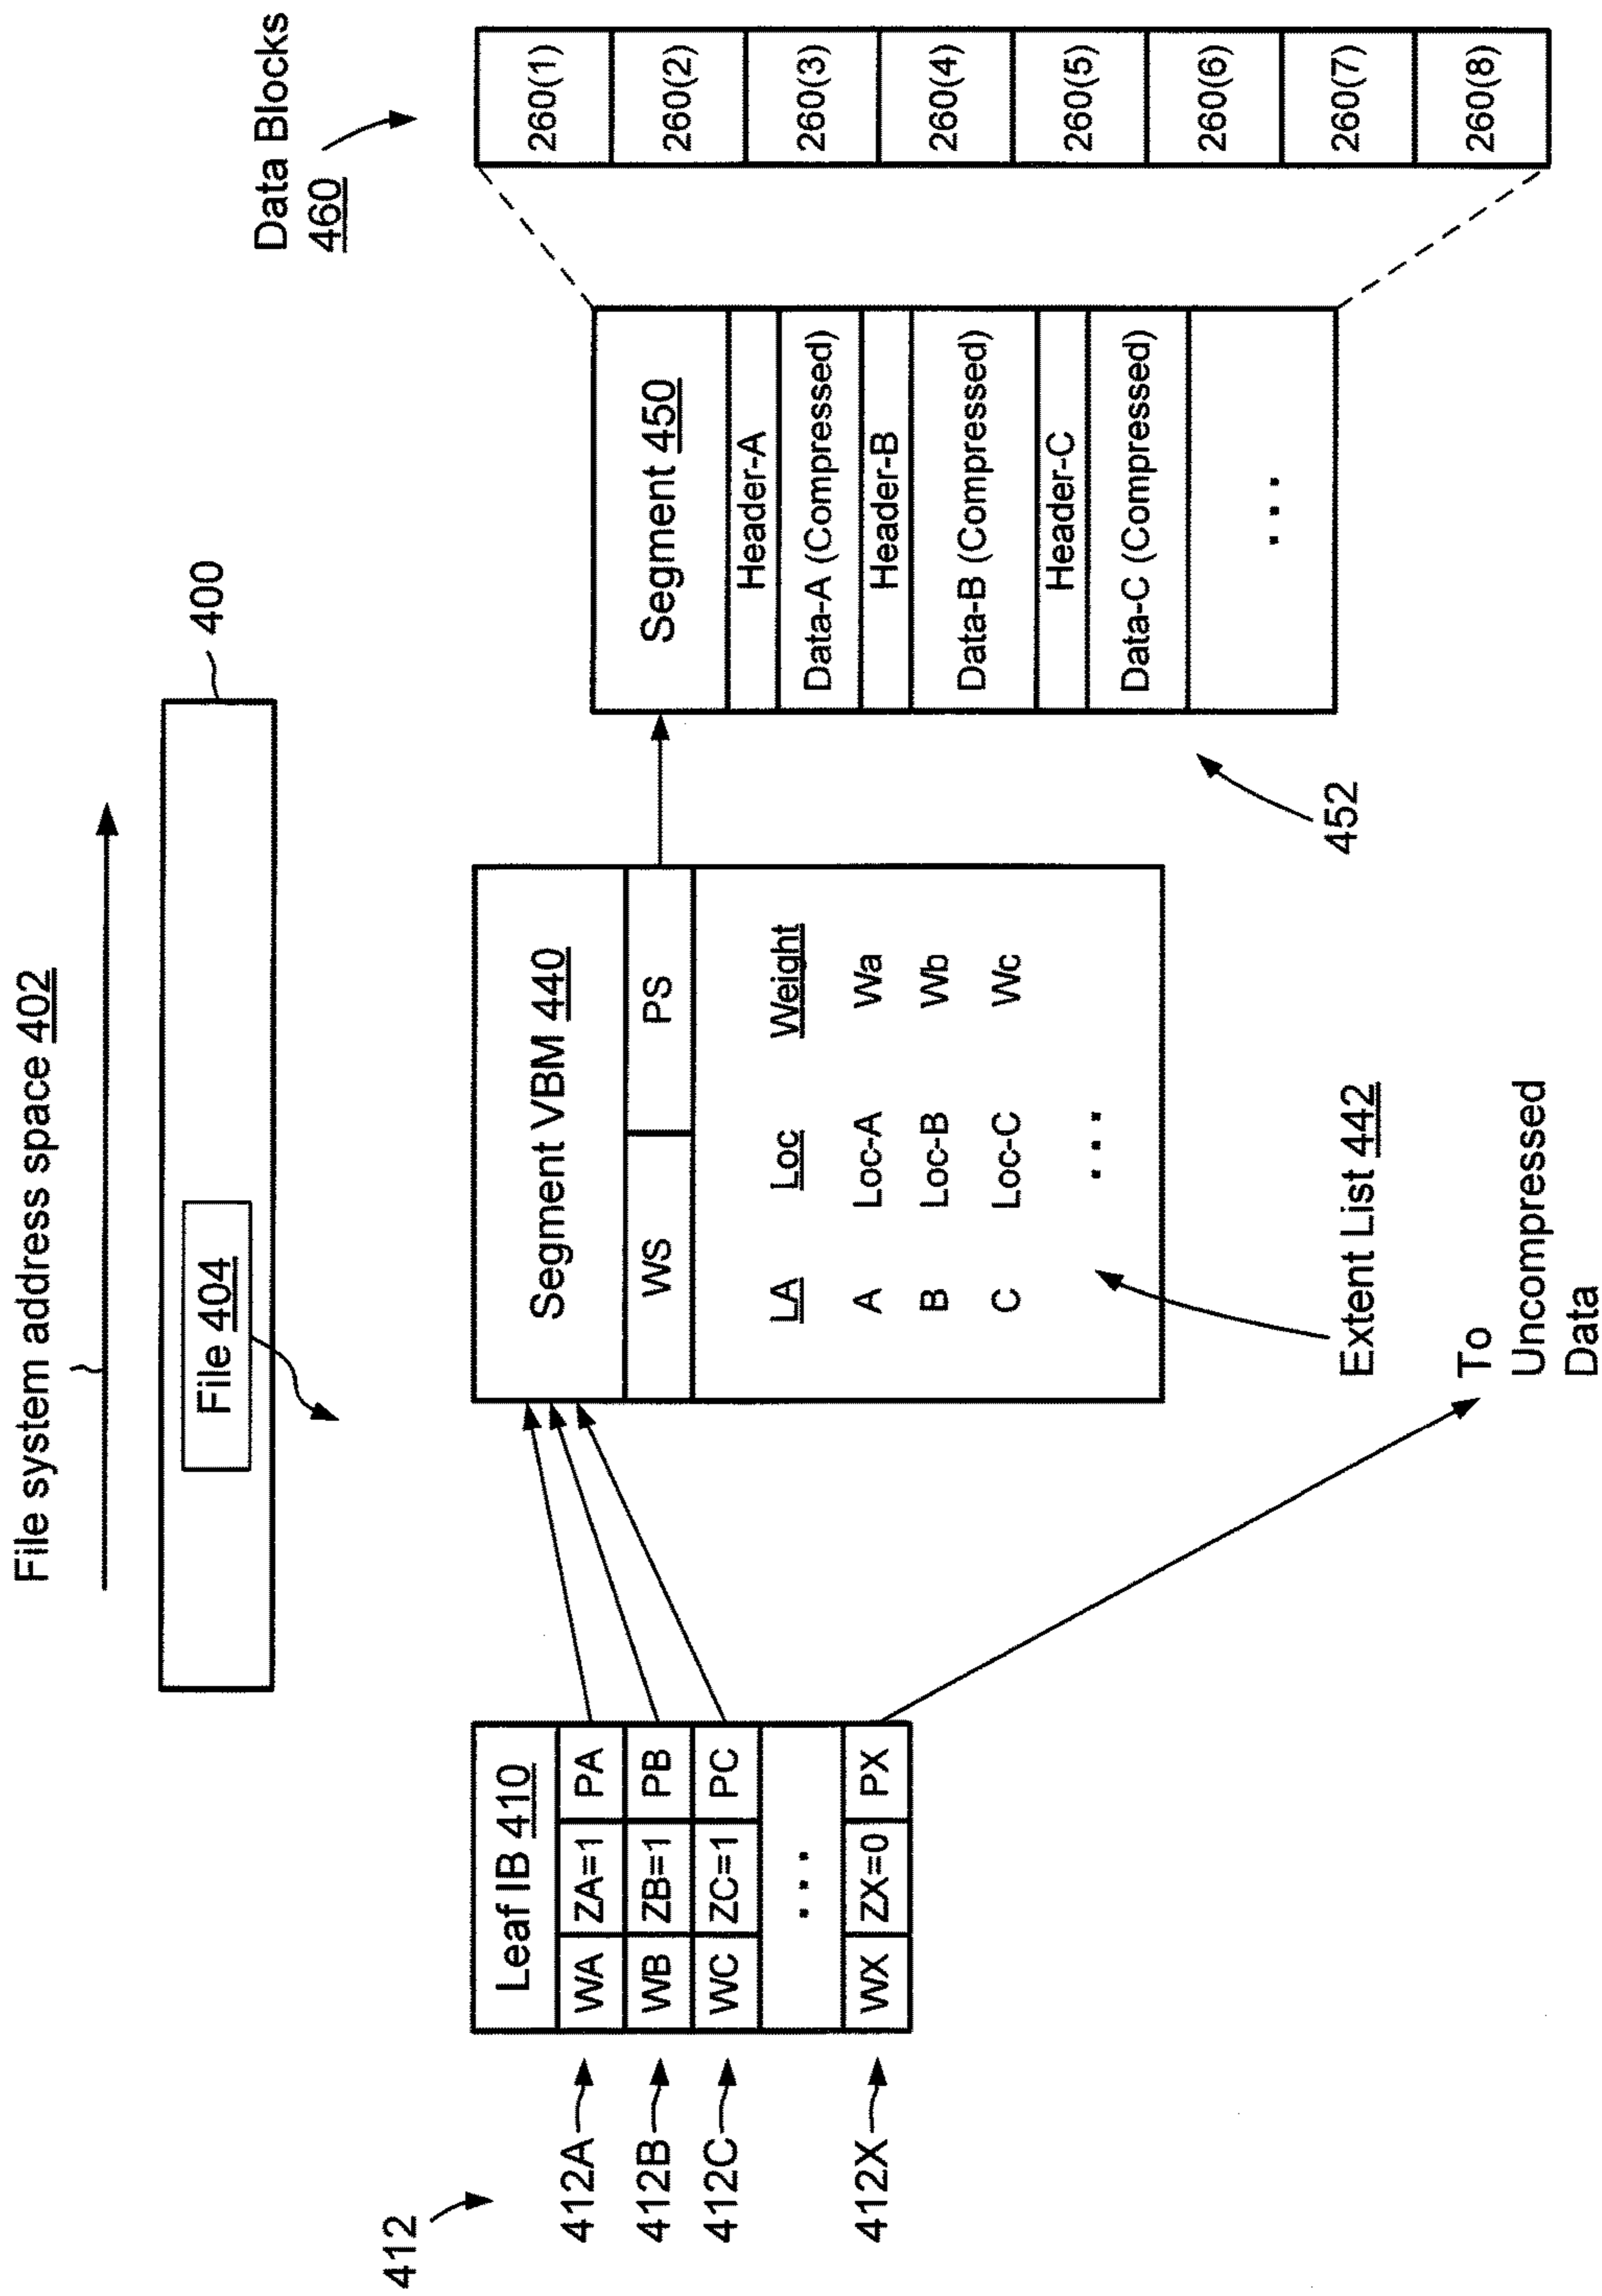 File system address space 402
400
File 404
Data Blocks
460
412
412A
412B
412C
412X
Leaf IB 410
WA ZA=1 PA
WB ZB=1 PB
WC ZC=1 PC
...
WX ZX=0 PX
Segment VBM 440
WS PS
LA Loc Weight
A Loc-A Wa
B Loc-B Wb
C Loc-C Wc
...
Extent List 442
To
Uncompressed
Data
Segment 450
Header-A
Data-A (Compressed)
Header-B
Data-B (Compressed)
Header-C
Data-C (Compressed)
...
452
260(1)
260(2)
260(3)
260(4)
260(5)
260(6)
260(7)
260(8)